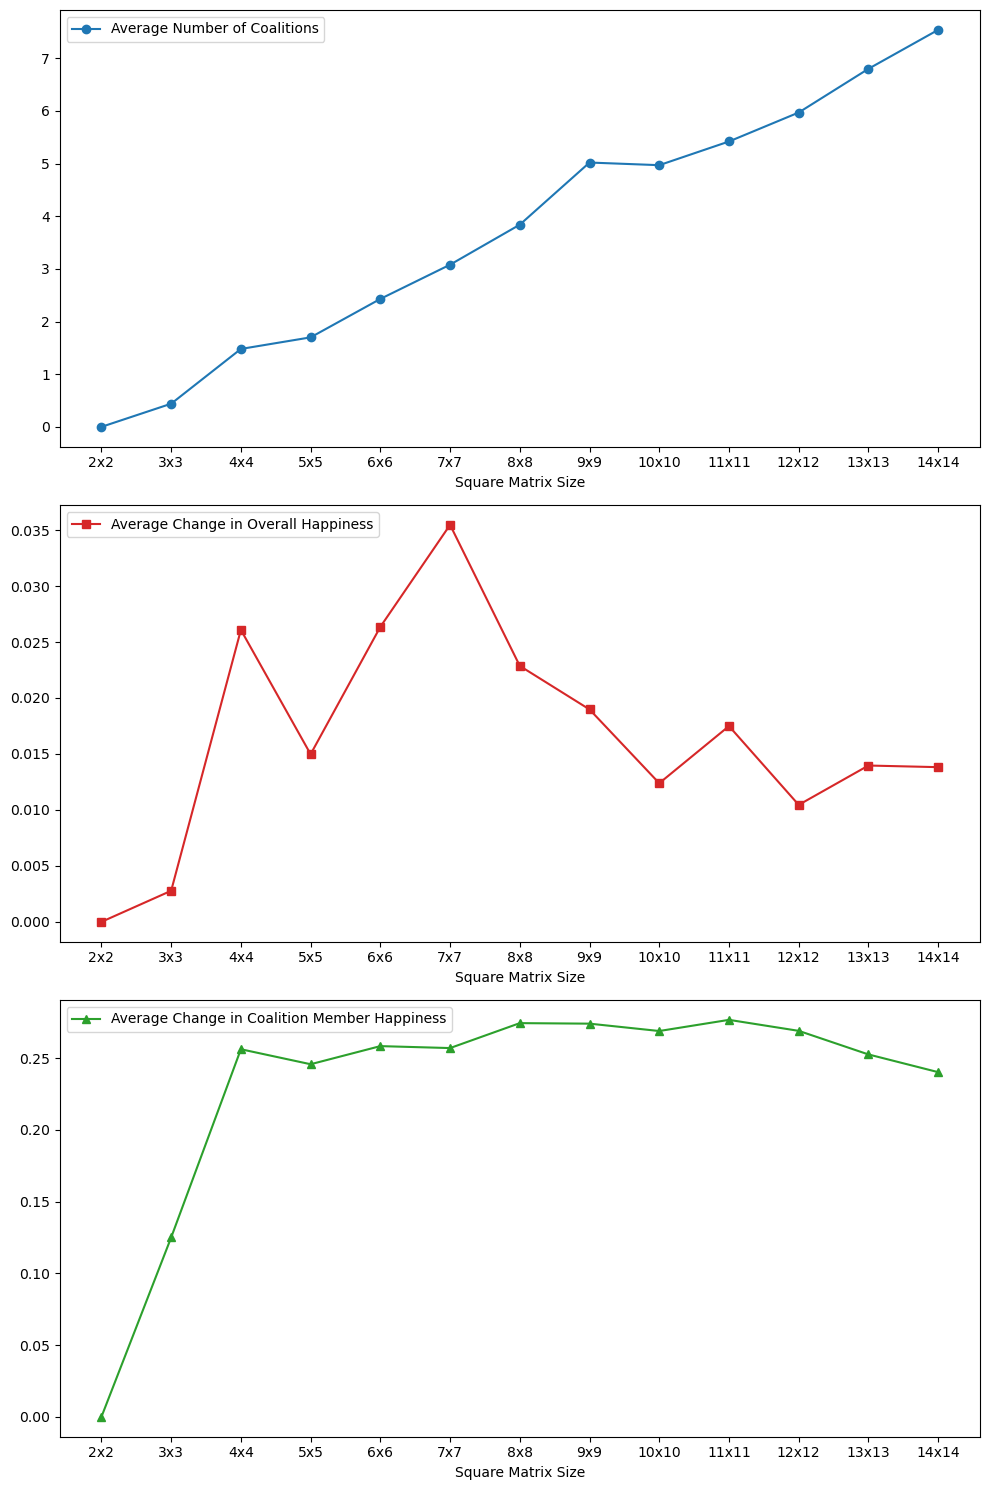 Average Number of Coalitions
7
6
5
4
3
2
1
0
2x2 3x3 4x4 5x5 6x6 7x7 8x8 9x9 10x10 11x11 12x12 13x13 14x14
Square Matrix Size
Average Change in Overall Happiness
0.035
0.030
0.025
0.020
0.015
0.010
0.005
0.000
2x2 3x3 4x4 5x5 6x6 7x7 8x8 9x9 10x10 11x11 12x12 13x13 14x14
Square Matrix Size
Average Change in Coalition Member Happiness
0.25
0.20
0.15
0.10
0.05
0.00
2x2 3x3 4x4 5x5 6x6 7x7 8x8 9x9 10x10 11x11 12x12 13x13 14x14
Square Matrix Size